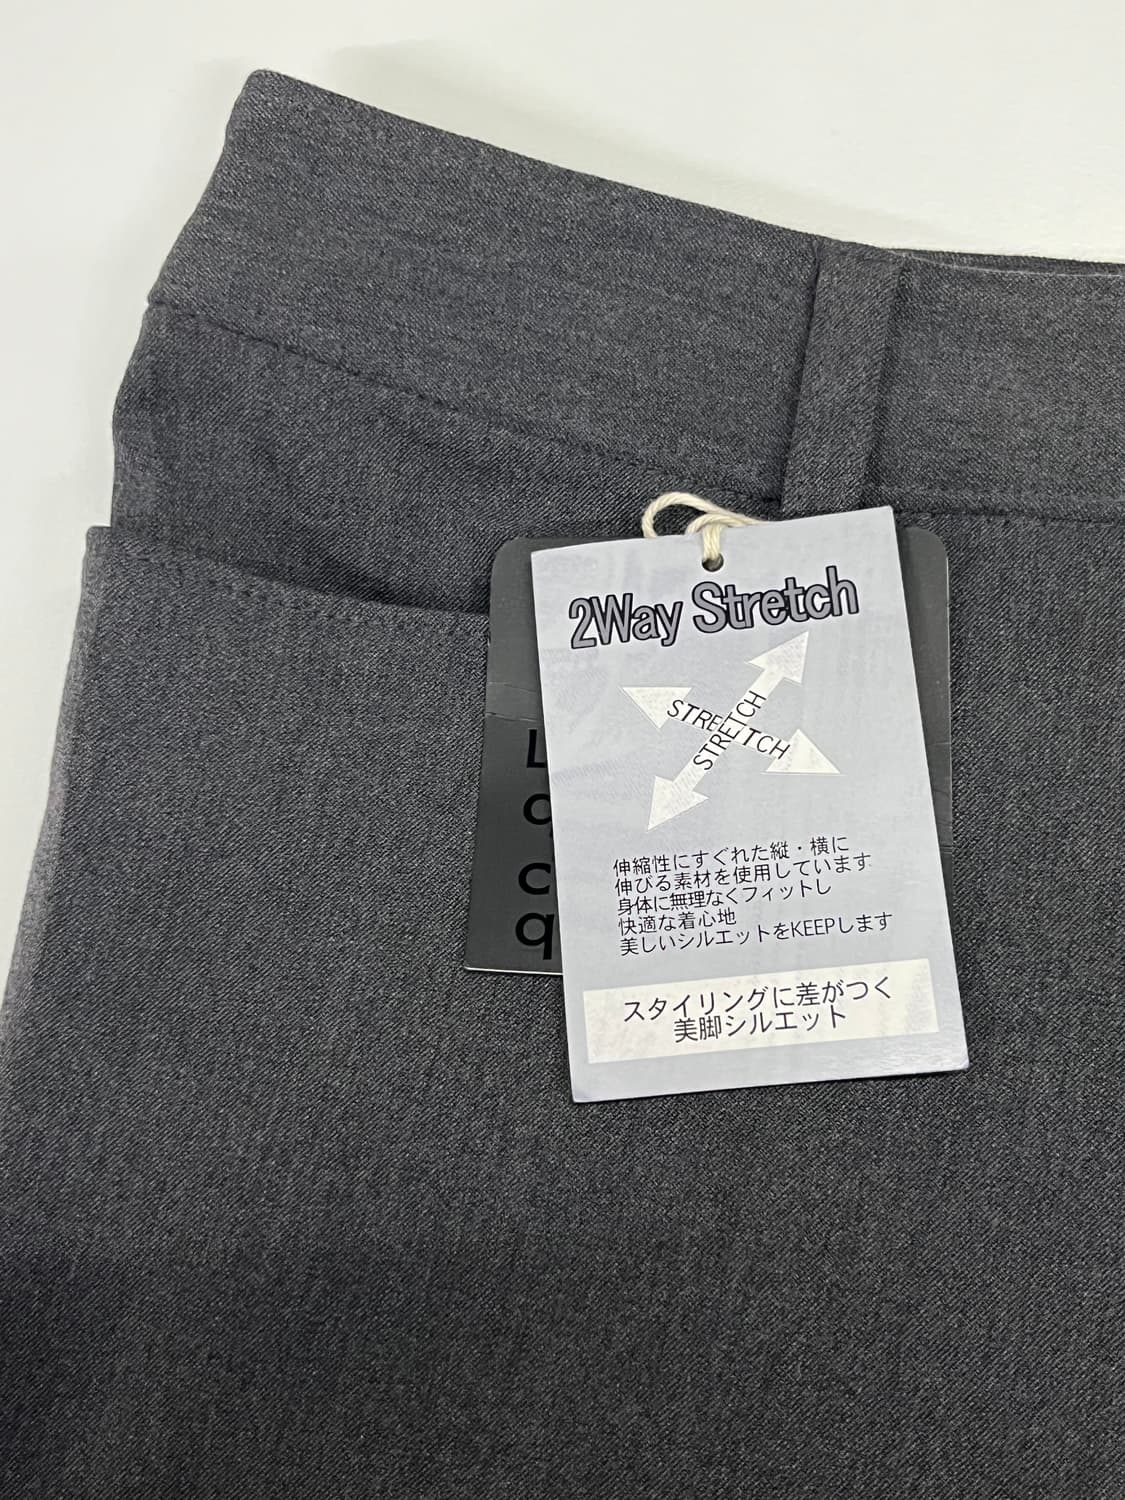 2Way Stretch
STRETCH
STRETCH
伸縮性にすぐれた縦・横に
伸びる素材を使用しています
身体に無理なくフィットし
快適な着心地
美しいシルエットをKEEPします
スタイリングに差がつく
美脚シルエット